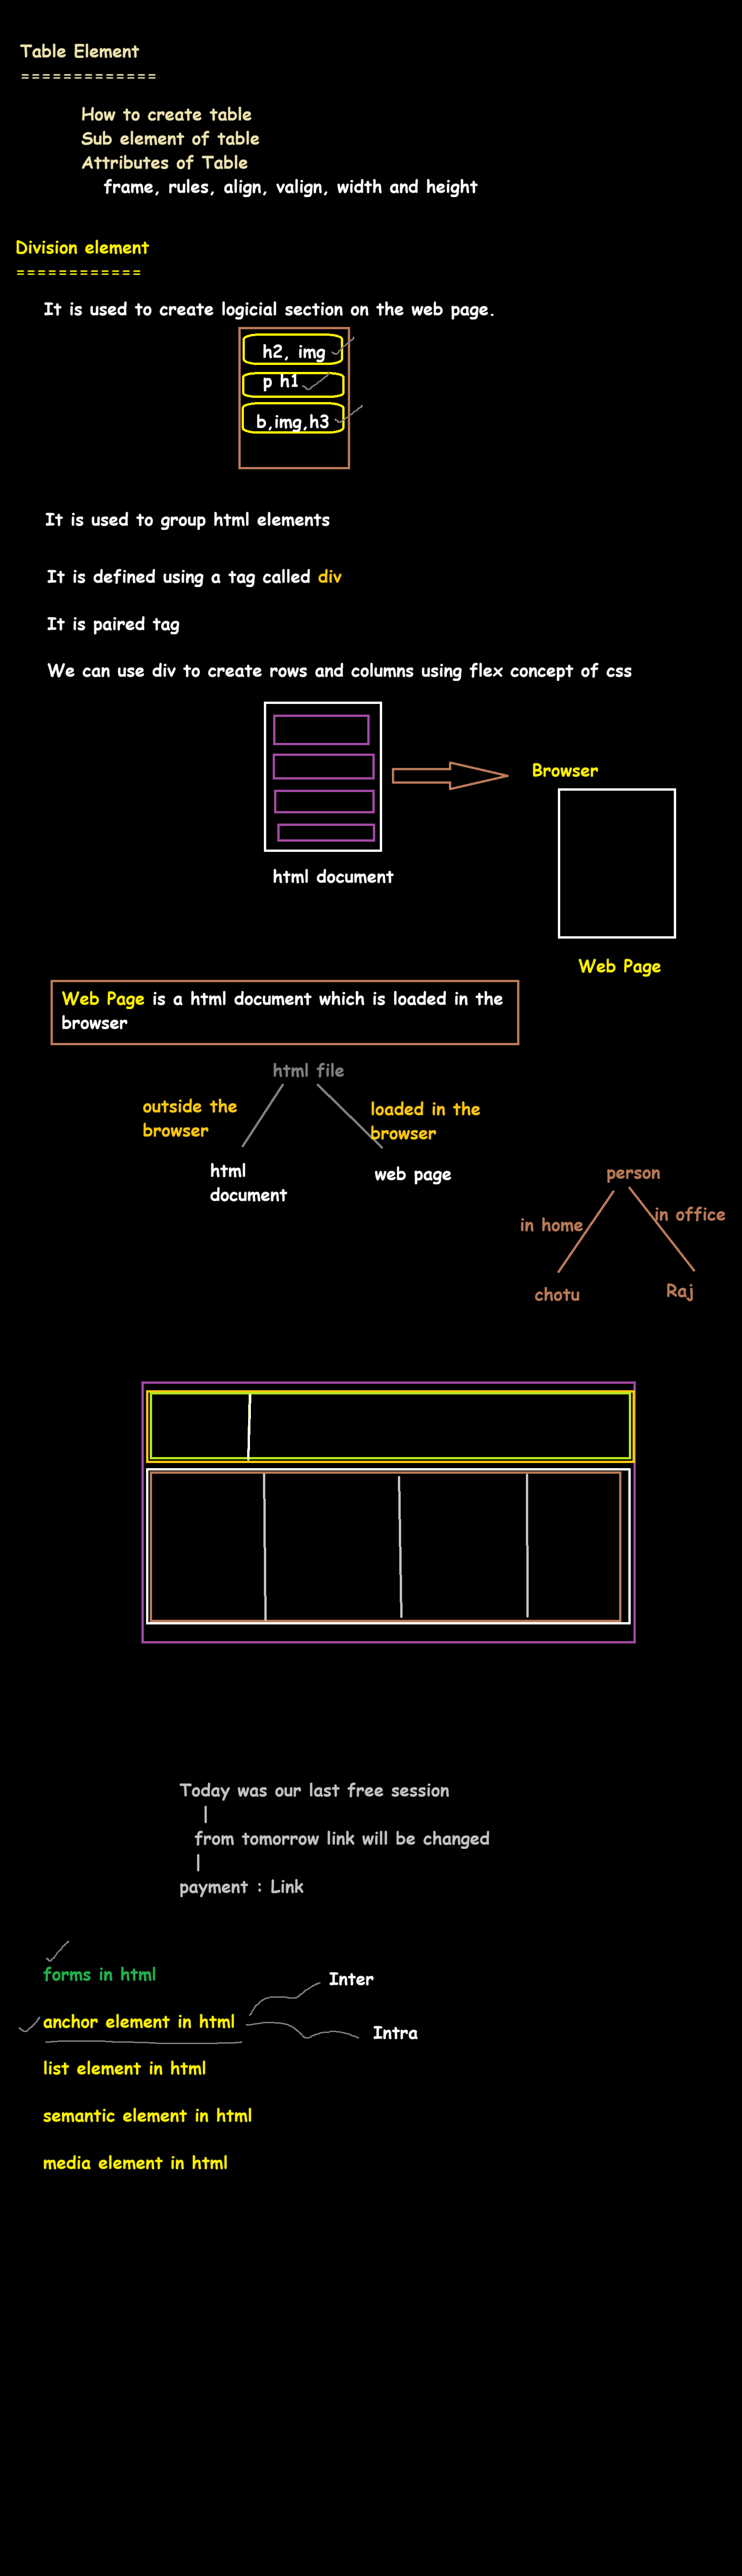 Table Element
=============
How to create table
Sub element of table
Attributes of Table
frame, rules, align, valign, width and height
Division element
============
It is used to create logicial section on the web page.
h2, img
p h1
b,img,h3
It is used to group html elements
It is defined using a tag called div
It is paired tag
We can use div to create rows and columns using flex concept of css
Browser
html document
Web Page
Web Page is a html document which is loaded in the
browser
html file
outside the
browser
loaded in the
browser
html
document
web page
person
in home
in office
chotu
Raj
Today was our last free session
|
from tomorrow link will be changed
|
payment : Link
forms in html
Inter
anchor element in html
Intra
list element in html
semantic element in html
media element in html